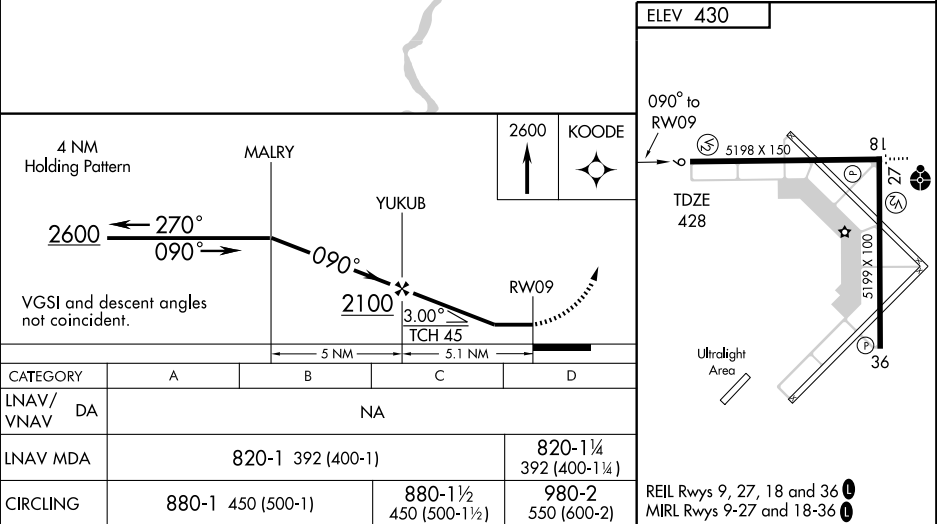 4 NM
Holding Pattern
MALRY
2600
KOODE
YUKUB
2600
270°
090°
090°
2100
RW09
VGSI and descent angles
not coincident.
3.00°
TCH 45
5 NM
5.1 NM
CATEGORY A B C D
LNAV/
VNAV DA
NA
LNAV MDA
820-1 392 (400-1)
820-1¼
392 (400-1¼)
CIRCLING
880-1 450 (500-1)
880-1½
450 (500-1½)
980-2
550 (600-2)
ELEV 430
090° to
RW09
V2
5198 X 150
9
18
27
P
V2
TDZE
428
5199 X 100
P
36
Ultralight
Area
REIL Rwys 9, 27, 18 and 36 L
MIRL Rwys 9-27 and 18-36 L